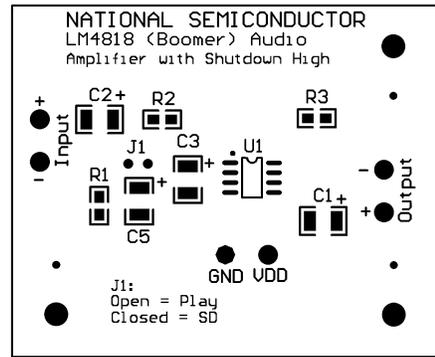 NATIONAL SEMICONDUCTOR
LM4818 (Boomer) Audio
Amplifier with Shutdown High
C2+
R2
R3
+
Input
-
J1
C3
+
U1
R1
+
C5
C1+
-
Output
+
GND VDD
J1:
Open = Play
Closed = SD